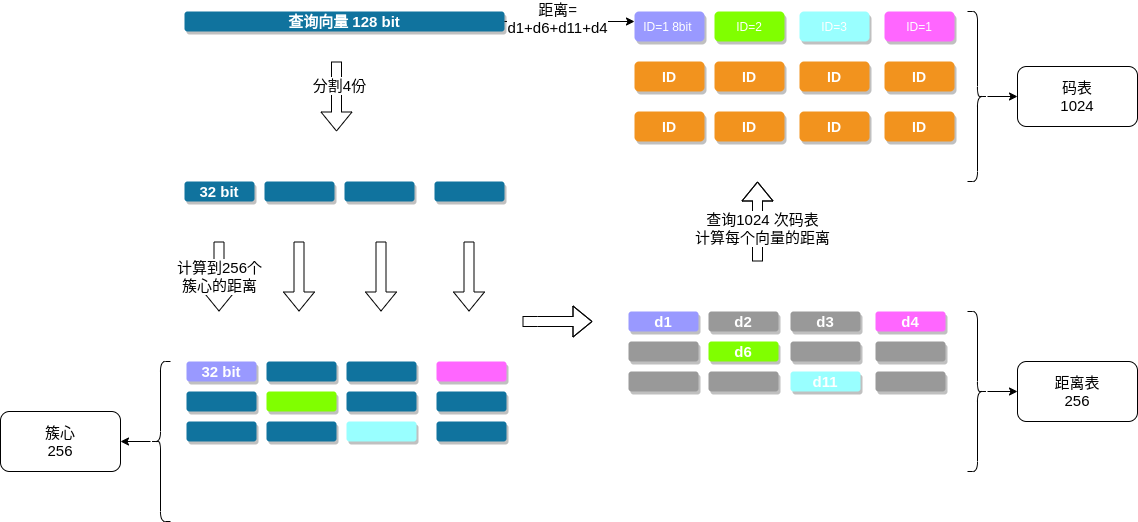 查询向量 128 bit
距离=
d1+d6+d11+d4
ID=1 8bit
ID=2
ID=3
ID=1
分割4份
ID
ID
ID
ID
码表
1024
ID
ID
ID
ID
32 bit
查询1024 次码表
计算每个向量的距离
计算到256个
簇心的距离
d1
d2
d3
d4
32 bit
d6
d11
距离表
256
簇心
256